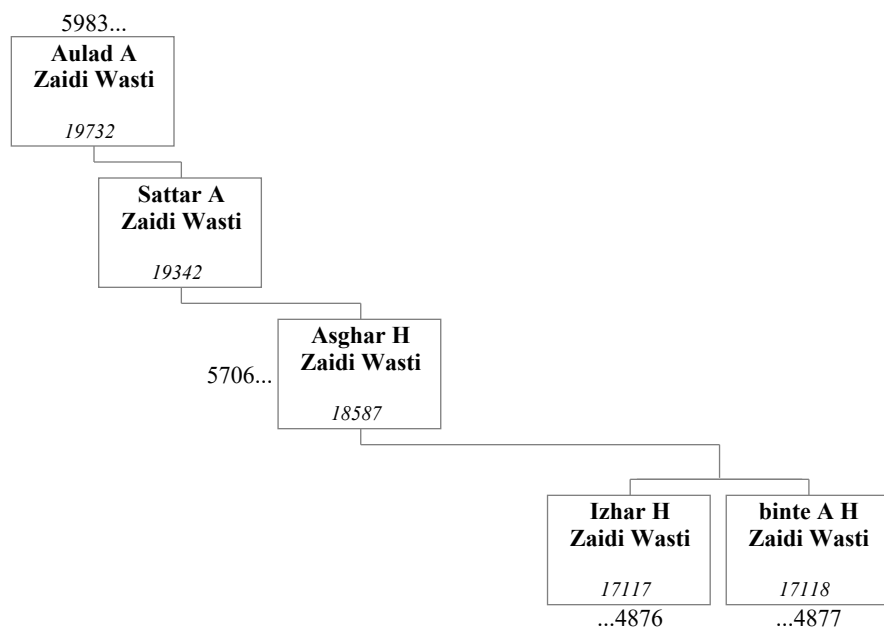 5983...
Aulad A
Zaidi Wasti
19732
Sattar A
Zaidi Wasti
19342
Asghar H
Zaidi Wasti
5706...
18587
Izhar H
Zaidi Wasti
17117
...4876
binte A H
Zaidi Wasti
17118
...4877